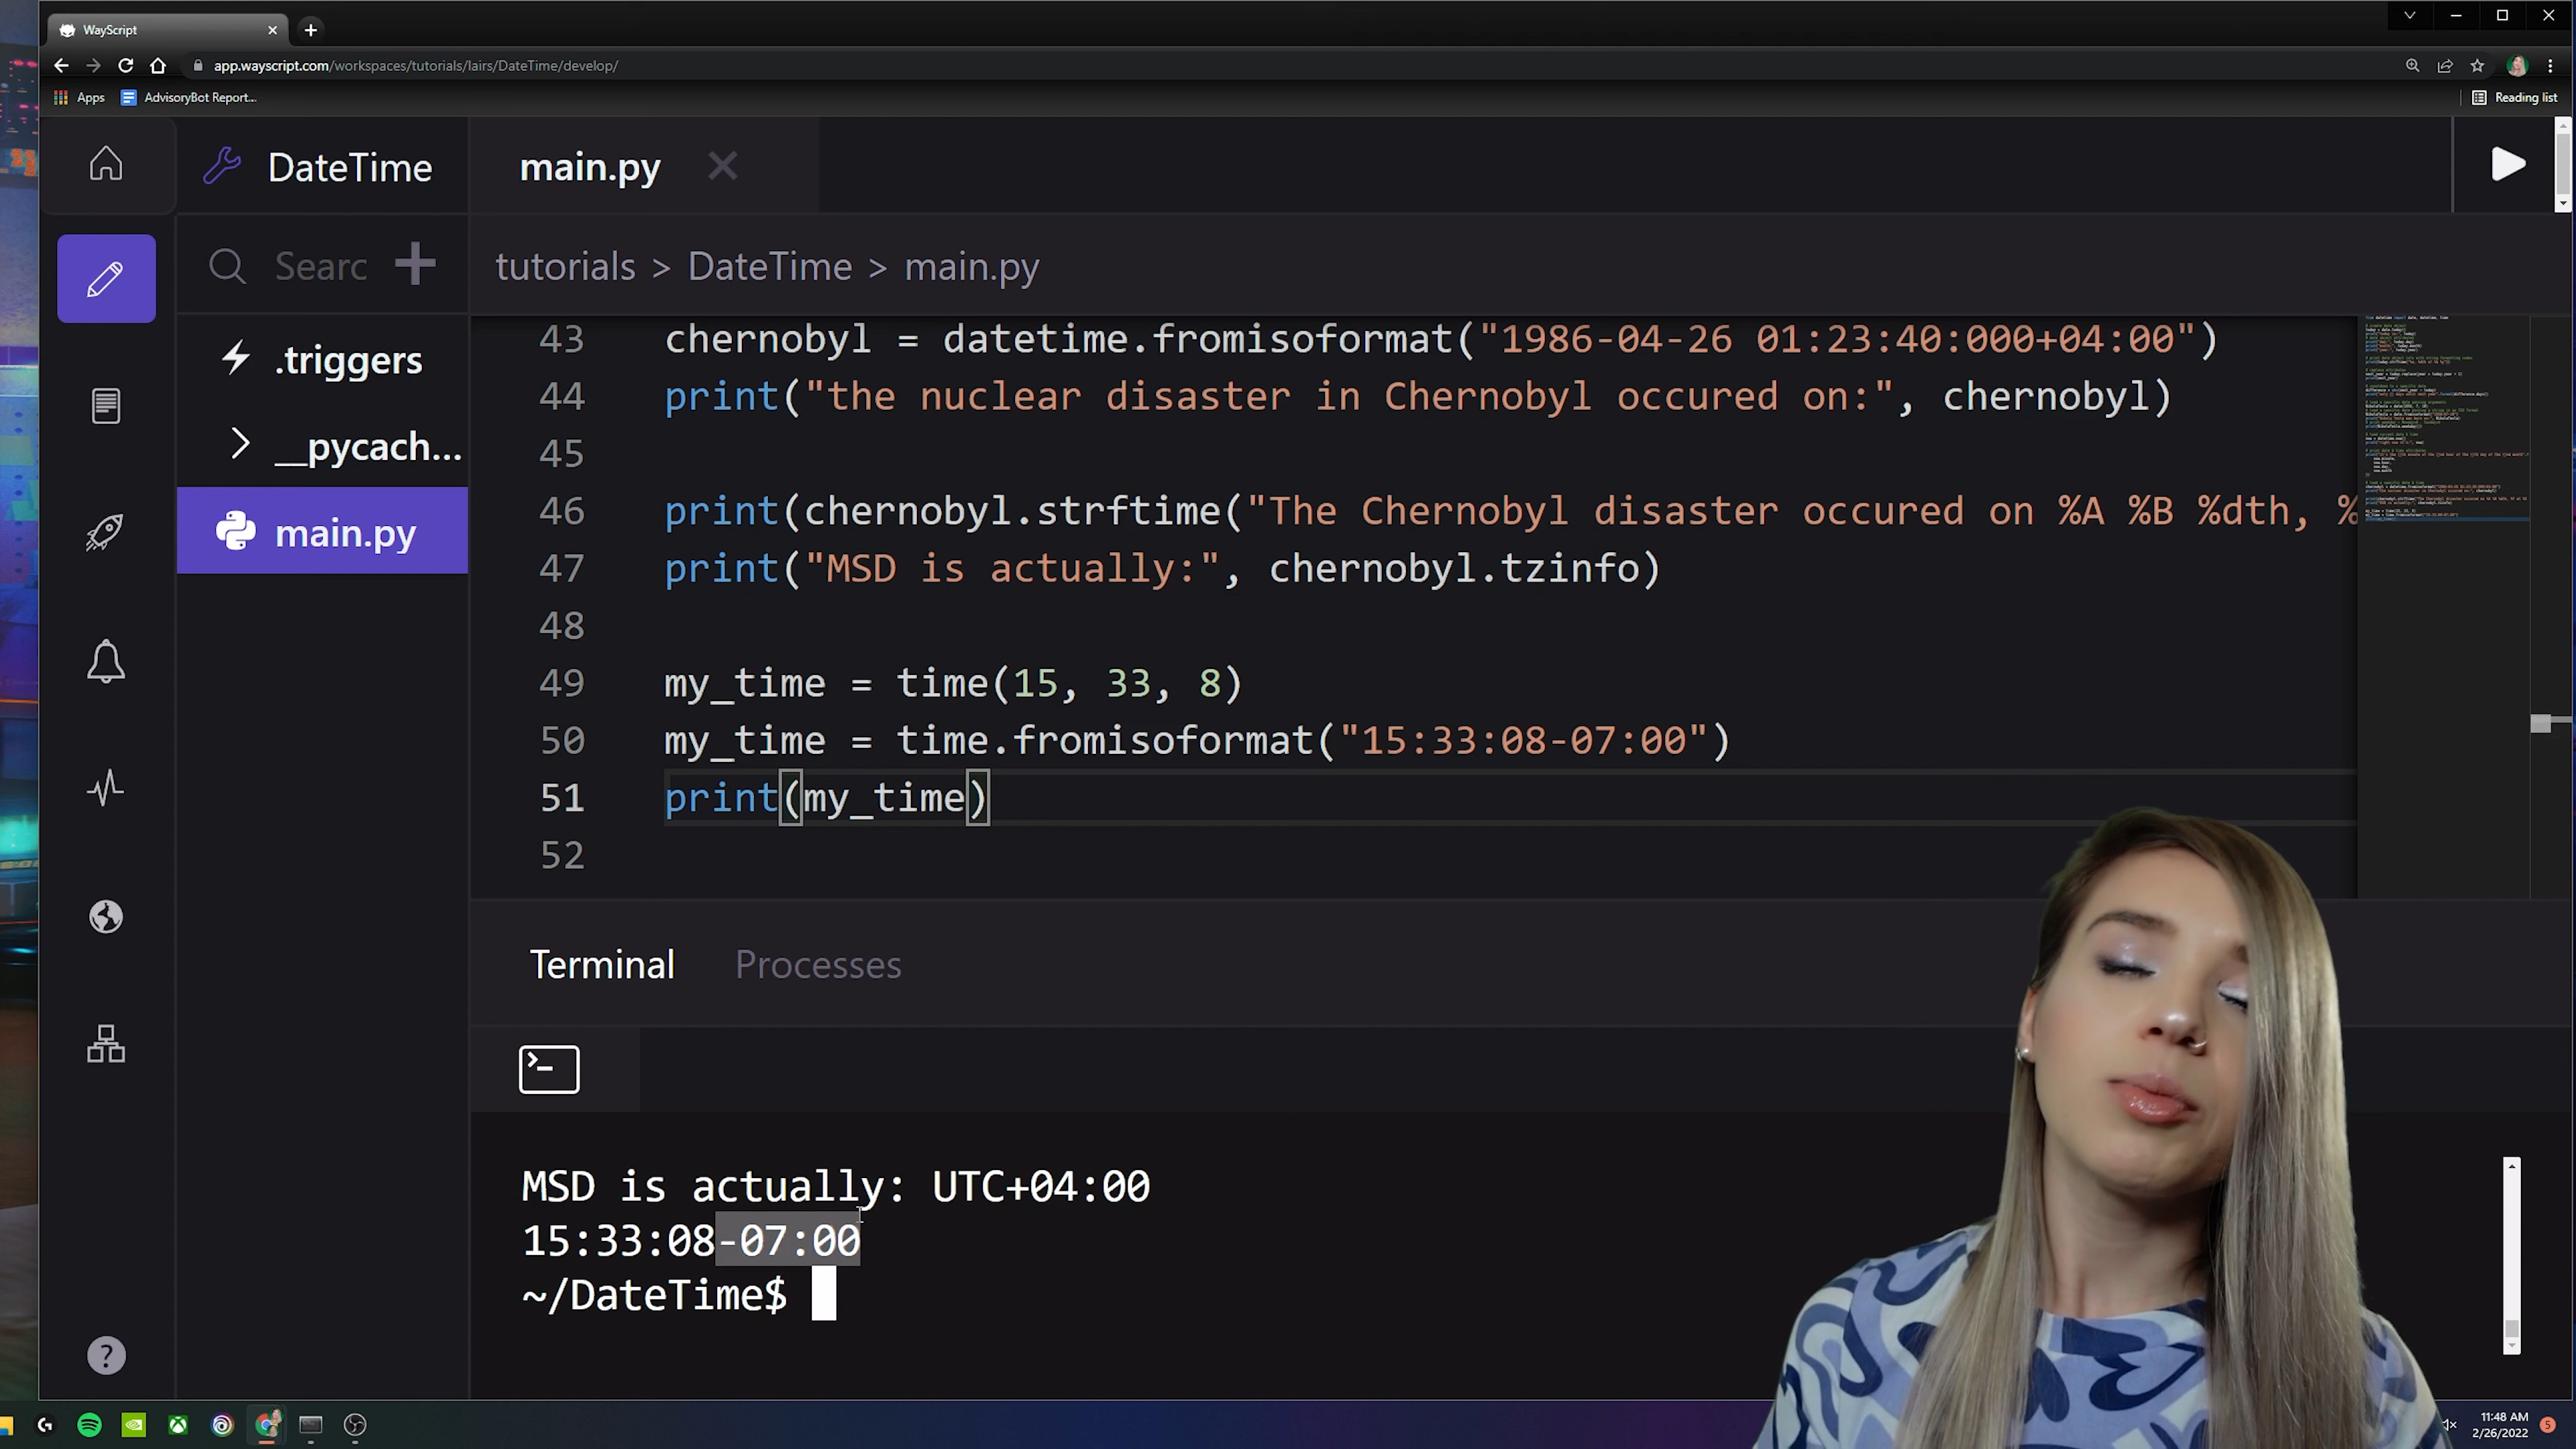 WayScript
app.wayscript.com/workspaces/tutorials/lairs/DateTime/develop/
Apps AdvisoryBot Report... Reading list
DateTime main.py
Searc
tutorials > DateTime > main.py
.triggers
__pycach...
main.py
43 chernobyl = datetime.fromisoformat("1986-04-26 01:23:40:000+04:00")
44 print("the nuclear disaster in Chernobyl occured on:", chernobyl)
45
46 print(chernobyl.strftime("The Chernobyl disaster occured on %A %B %dth, %
47 print("MSD is actually:", chernobyl.tzinfo)
48
49 my_time = time(15, 33, 8)
50 my_time = time.fromisoformat("15:33:08-07:00")
51 print(my_time)
52
Terminal Processes
MSD is actually: UTC+04:00
15:33:08-07:00
~/DateTime$
11:48 AM
2/26/2022
5